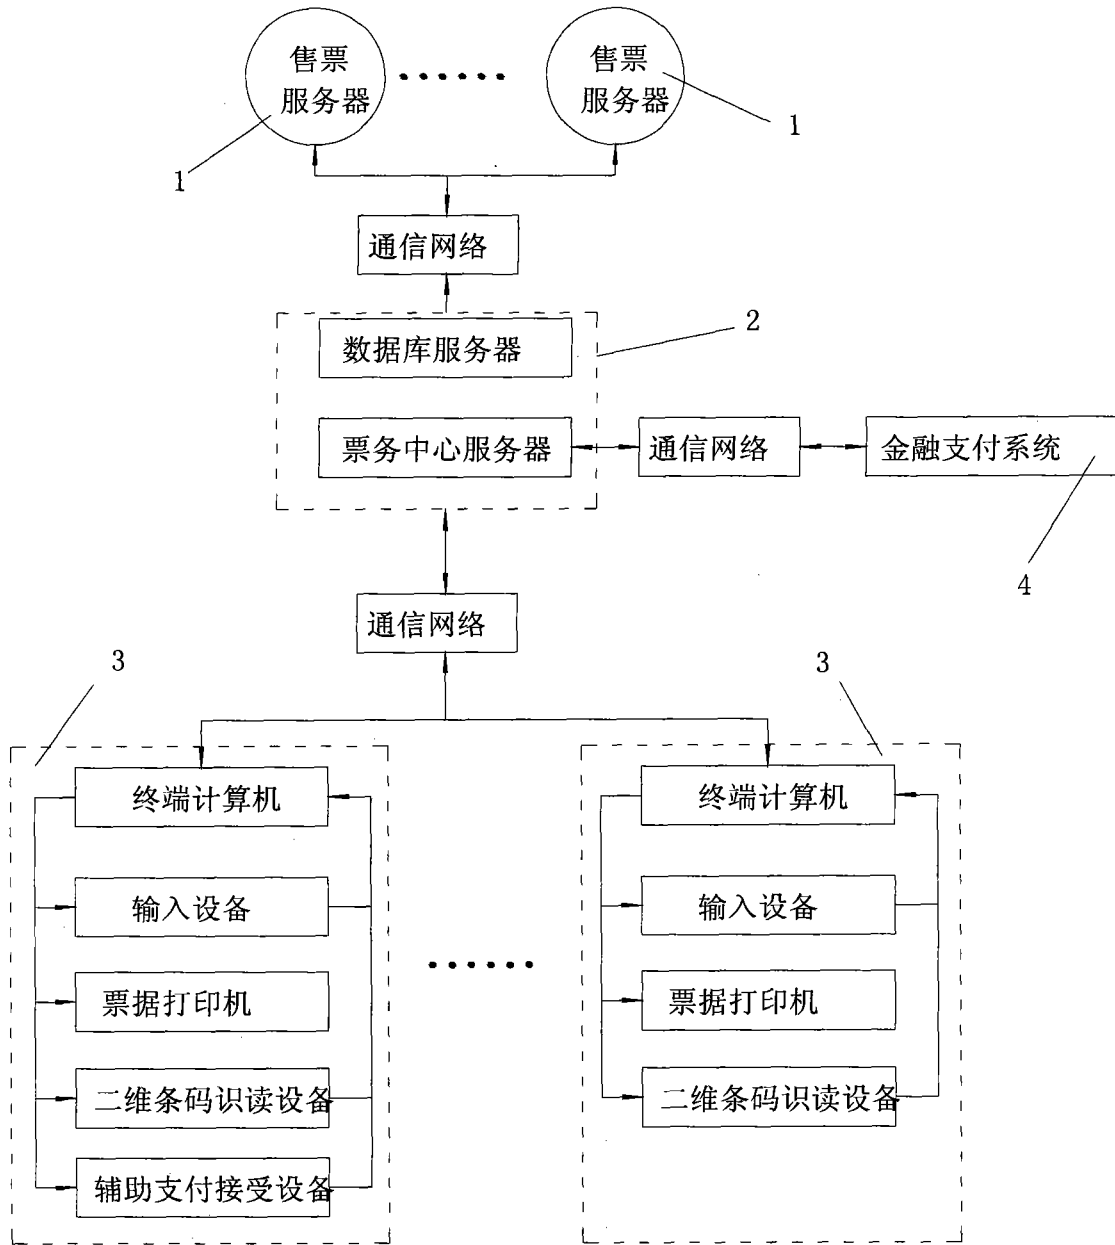 售票
服务器
售票
服务器
1
1
通信网络
2
数据库服务器
票务中心服务器
通信网络
金融支付系统
4
通信网络
3
3
终端计算机
输入设备
票据打印机
二维条码识读设备
辅助支付接受设备
终端计算机
输入设备
票据打印机
二维条码识读设备